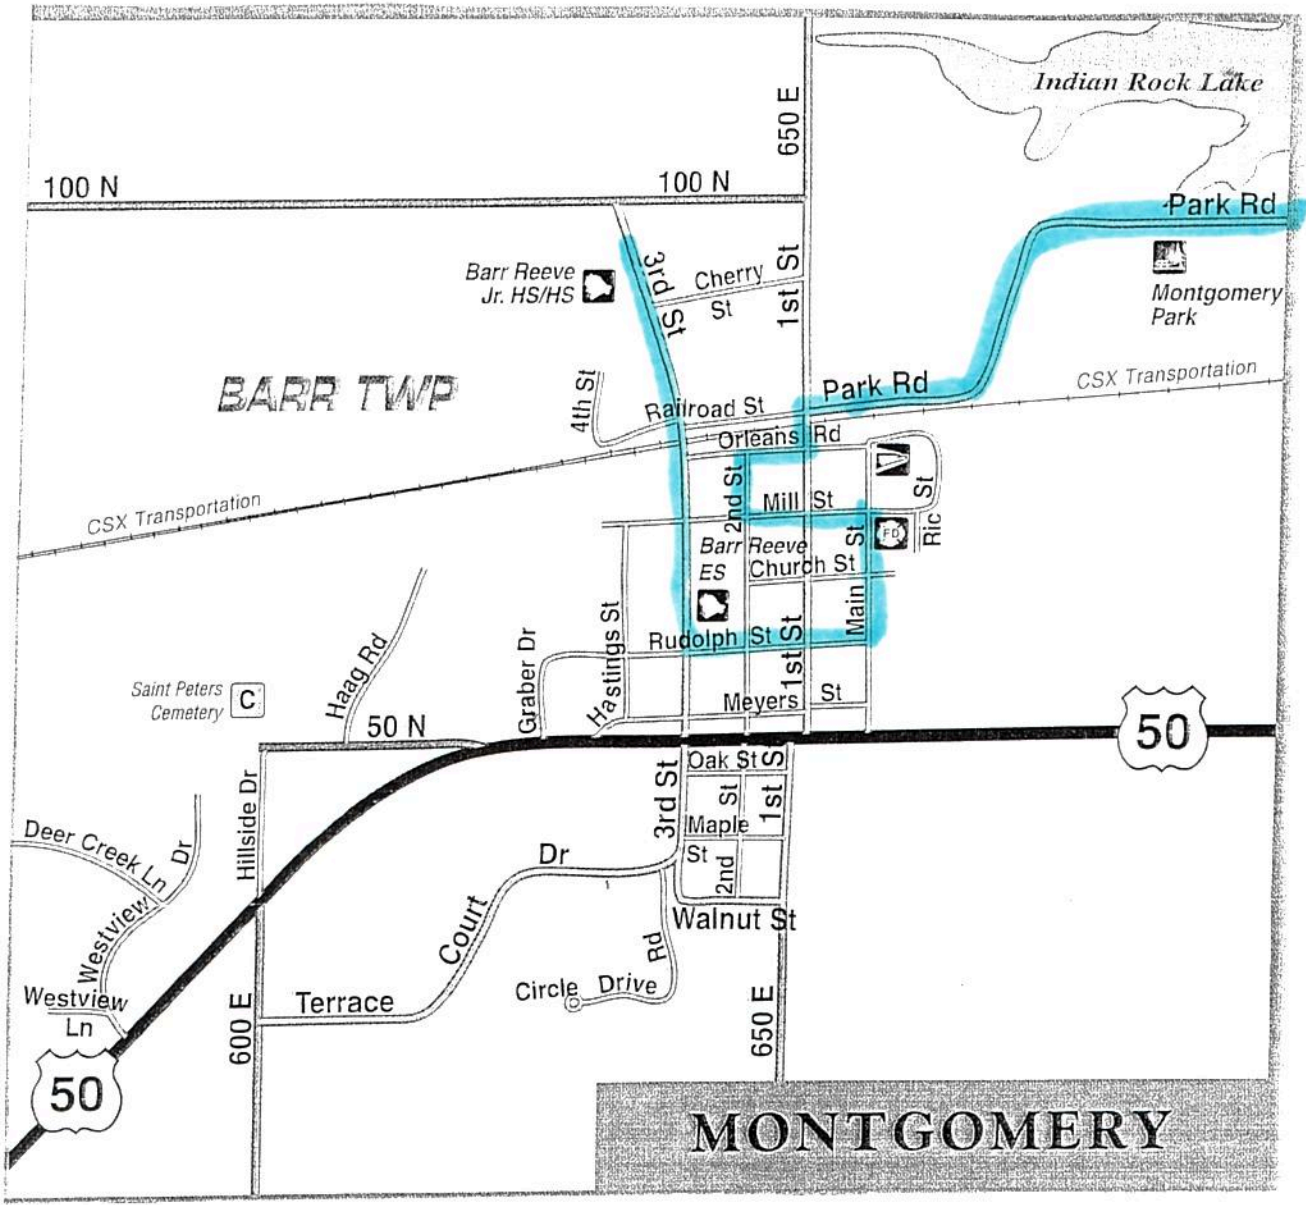 Indian Rock Lake
650 E
100 N
100 N
Park Rd
Barr Reeve
Jr. HS/HS
3rd St
Cherry
St
1st St
Montgomery
Park
BARR TWP
4th St
Railroad St
Park Rd
CSX Transportation
Orleans Rd
2nd St
Mill St
Ric St
CSX Transportation
Barr Reeve
ES
Church St
FD
Main St
Haag Rd
Graber Dr
Hastings St
Rudolph St
1st St
Saint Peters
Cemetery
C
Meyers St
50 N
50
Hillside Dr
3rd St
Oak St
1st St
Deer Creek Ln
Westview Dr
Maple
St
2nd St
Court Dr
Walnut St
Rd
Westview
Ln
Terrace
Circle Drive
600 E
650 E
50
MONTGOMERY